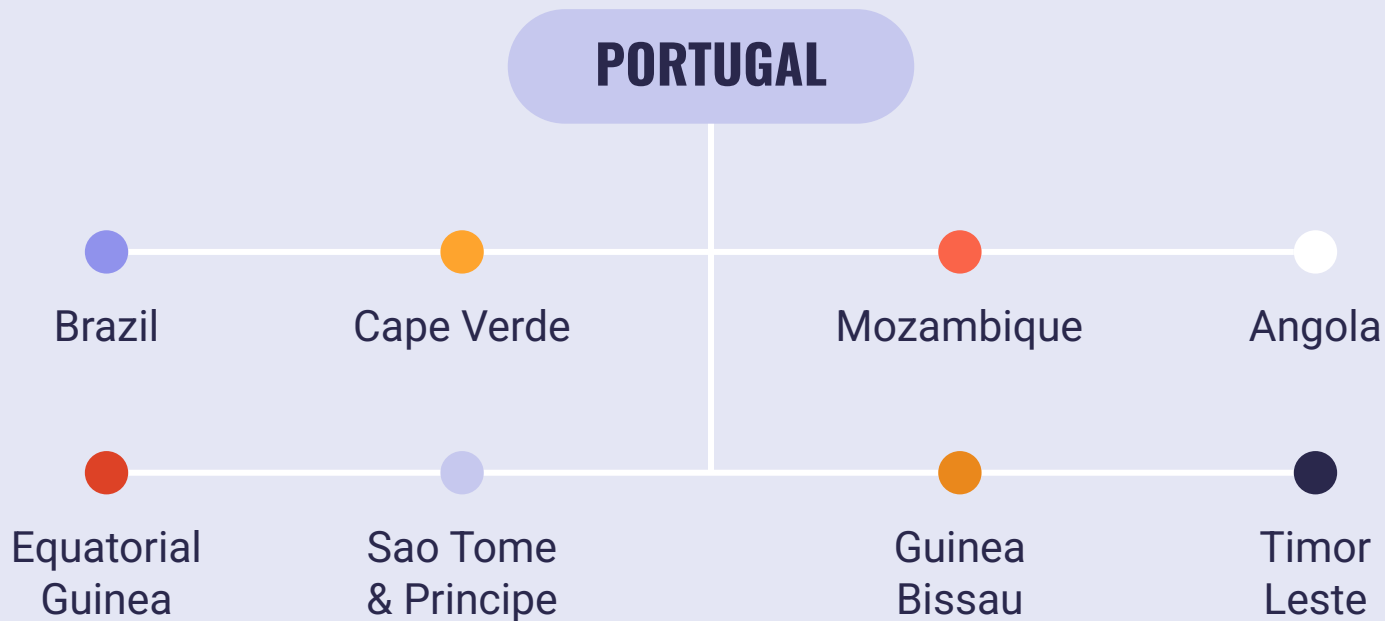 PORTUGAL
Brazil
Cape Verde
Mozambique
Angola
Equatorial
Guinea
Sao Tome
& Principe
Guinea
Bissau
Timor
Leste